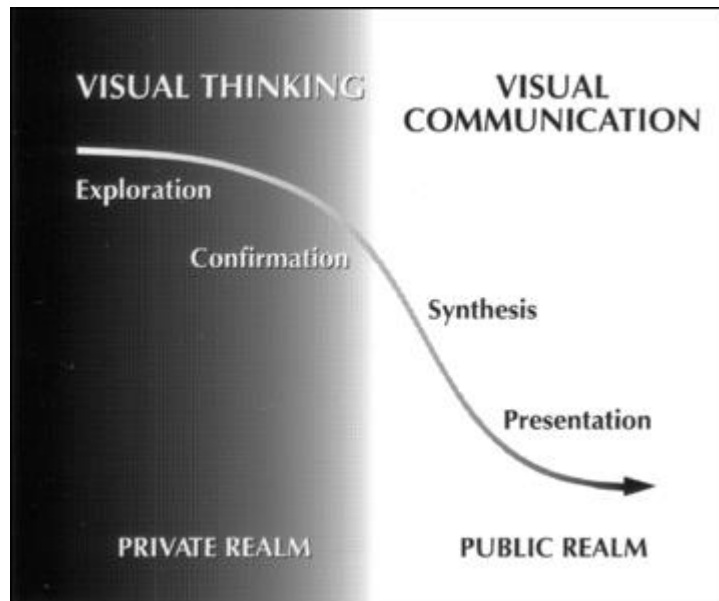 VISUAL THINKING
VISUAL
COMMUNICATION
Exploration
Confirmation
Synthesis
Presentation
PRIVATE REALM
PUBLIC REALM